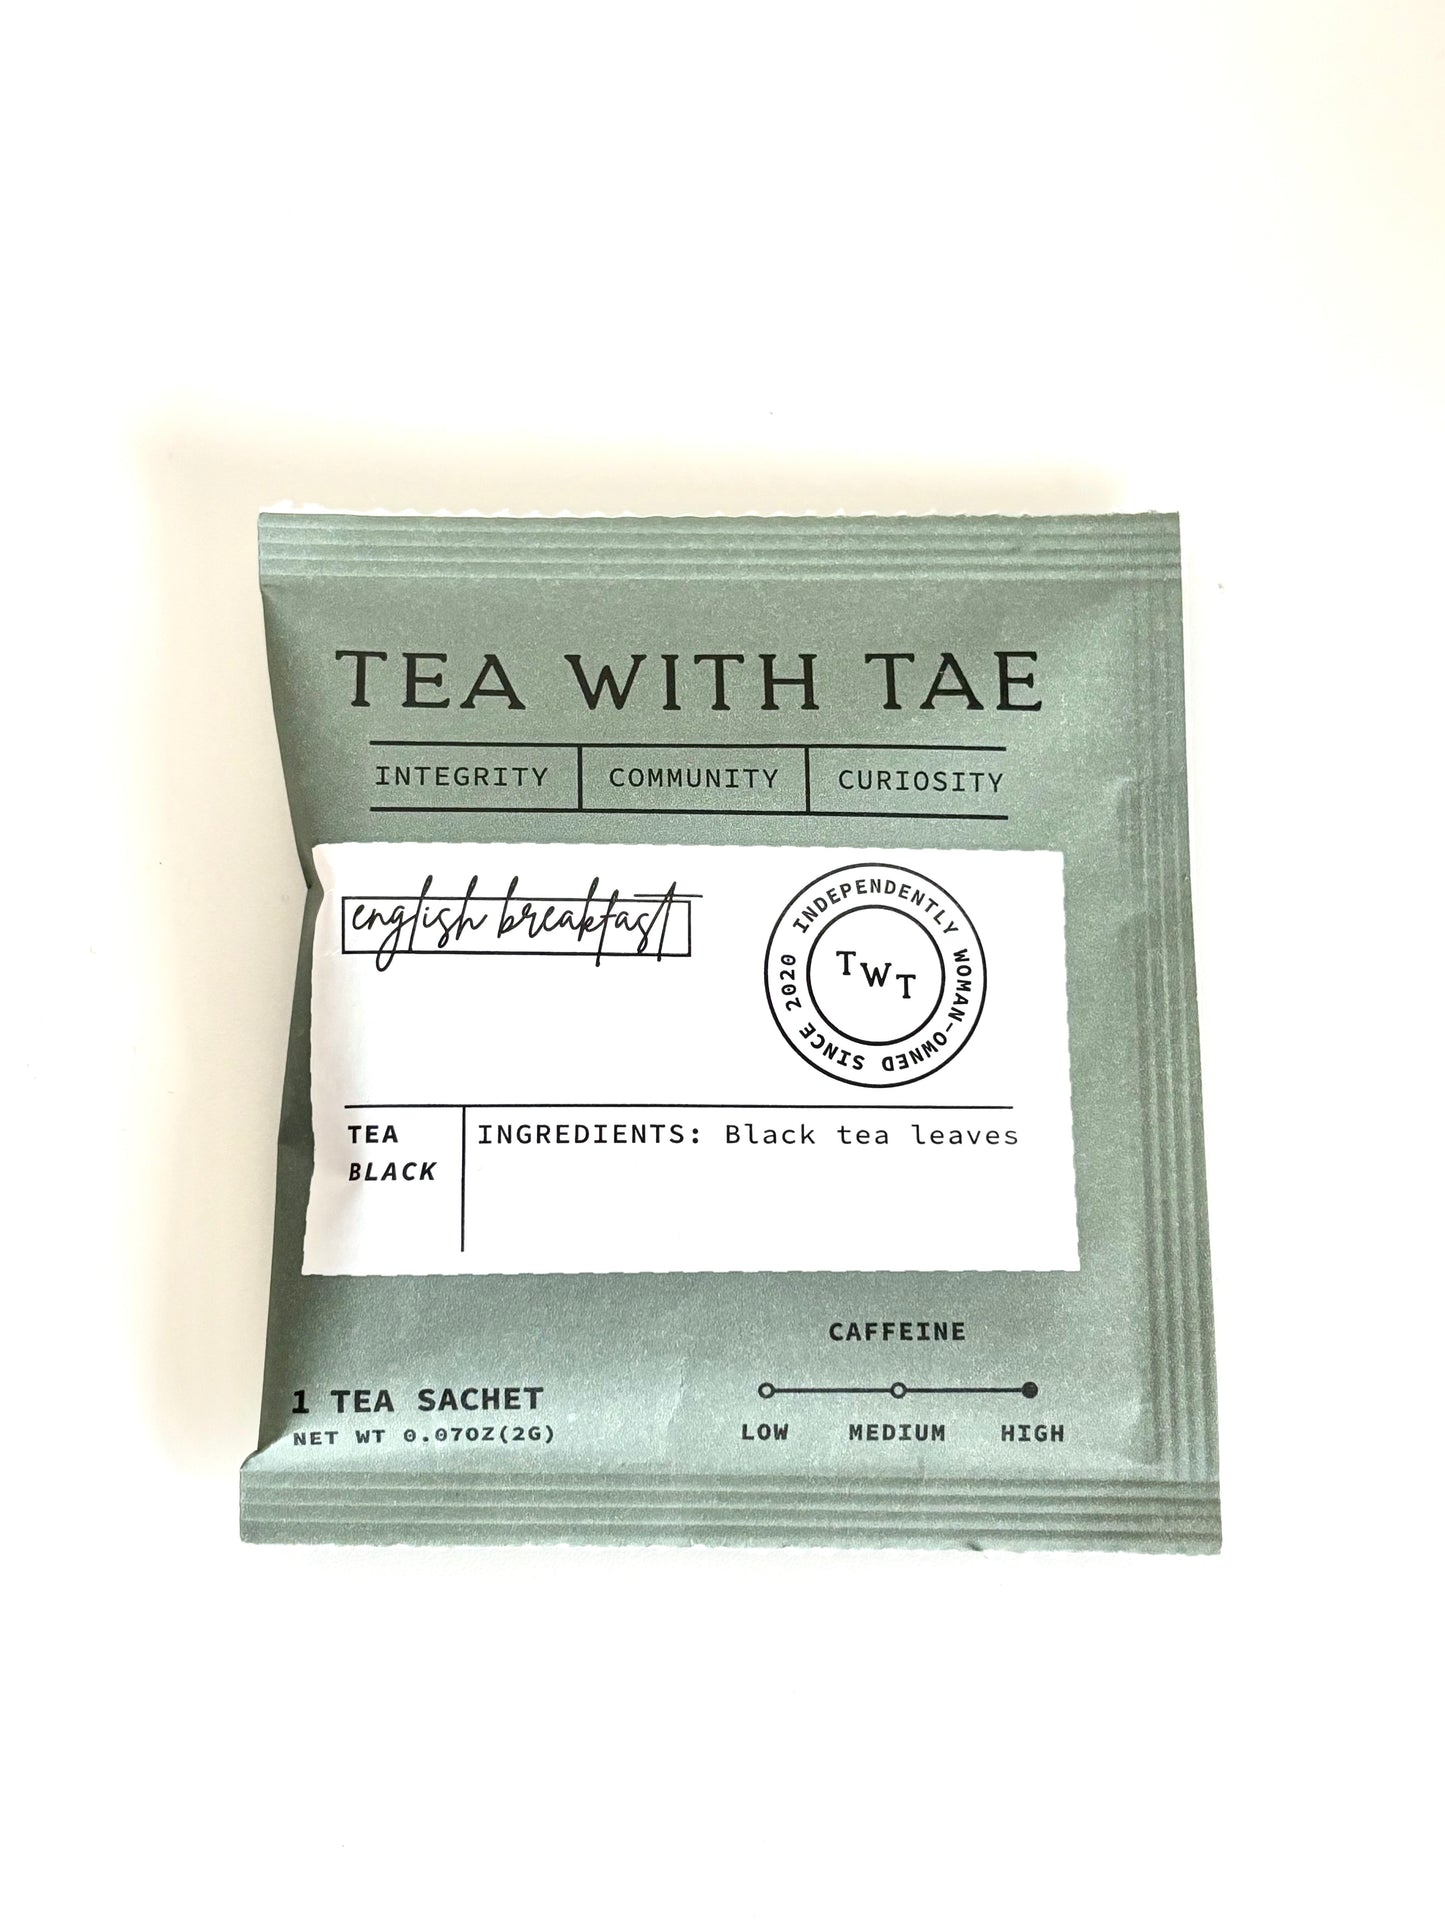 TEA WITH TAE
INTEGRITY COMMUNITY CURIOSITY
english breakfast
INDEPENDENTLY WOMAN-OWNED SINCE 2020
TWT
TEA
BLACK
INGREDIENTS: Black tea leaves
CAFFEINE
LOW MEDIUM HIGH
1 TEA SACHET
NET WT 0.07OZ(2G)